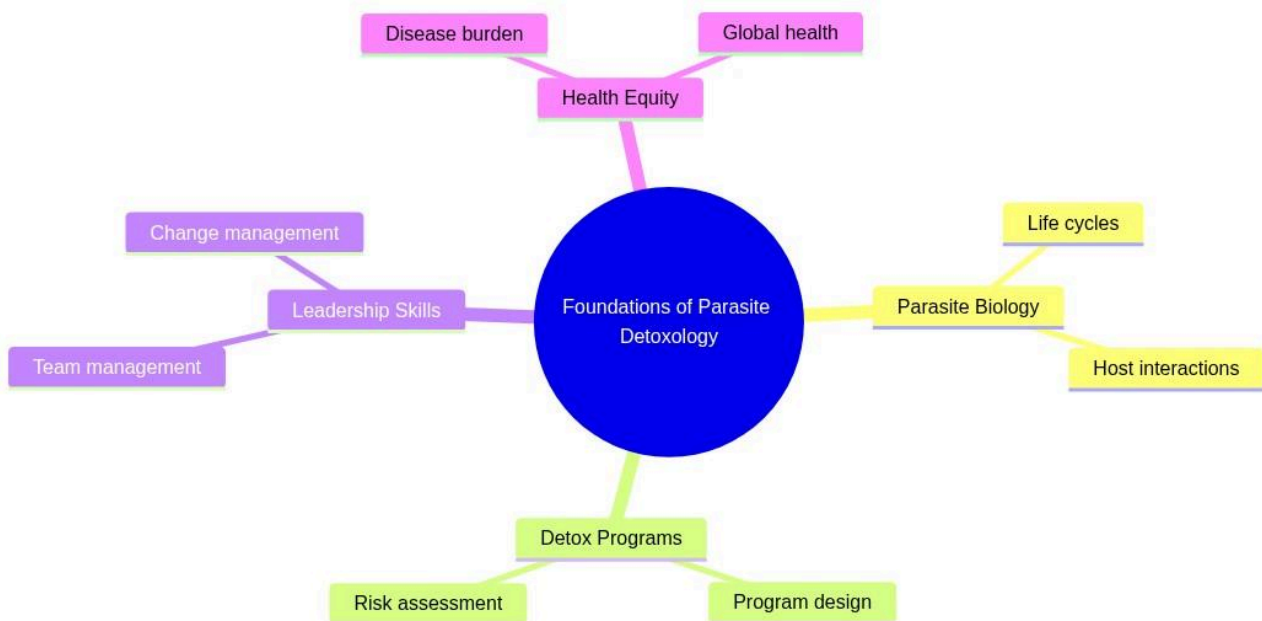 Disease burden
Global health
Health Equity
Change management
Life cycles
Leadership Skills
Foundations of Parasite
Detoxology
Parasite Biology
Team management
Host interactions
Detox Programs
Risk assessment
Program design